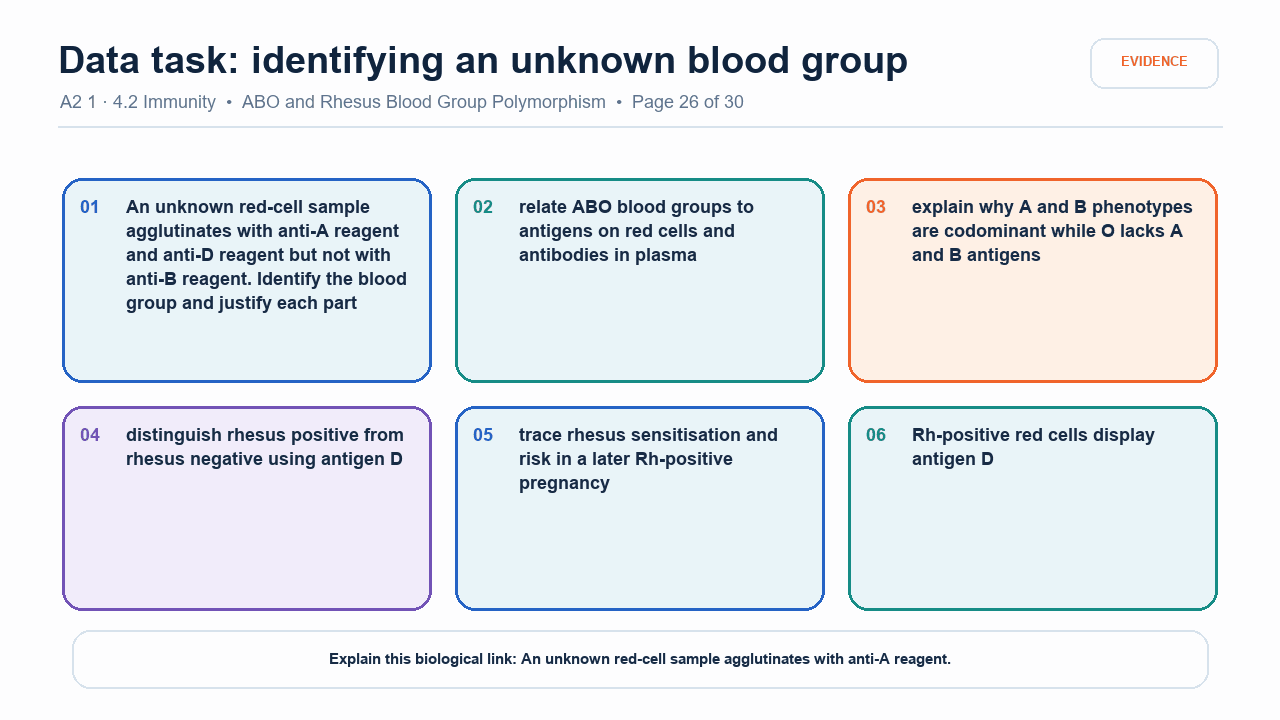 Data task: identifying an unknown blood group
EVIDENCE
A2 1 · 4.2 Immunity • ABO and Rhesus Blood Group Polymorphism • Page 26 of 30
01
An unknown red-cell sample
agglutinates with anti-A reagent
and anti-D reagent but not with
anti-B reagent. Identify the blood
group and justify each part
02
relate ABO blood groups to
antigens on red cells and
antibodies in plasma
03
explain why A and B phenotypes
are codominant while O lacks A
and B antigens
04
distinguish rhesus positive from
rhesus negative using antigen D
05
trace rhesus sensitisation and
risk in a later Rh-positive
pregnancy
06
Rh-positive red cells display
antigen D
Explain this biological link: An unknown red-cell sample agglutinates with anti-A reagent.